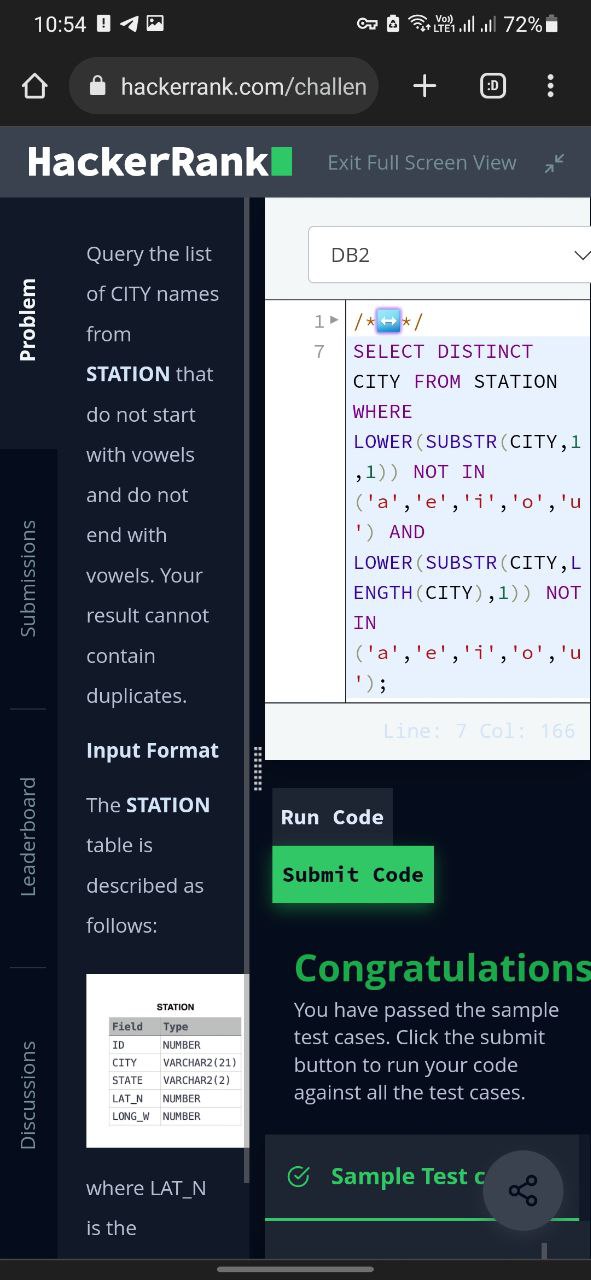 10:54
Vo))
LTE1
72%
hackerrank.com/challen
:D
HackerRank
Exit Full Screen View
Problem
Submissions
Leaderboard
Discussions
Query the list
of CITY names
from
STATION that
do not start
with vowels
and do not
end with
vowels. Your
result cannot
contain
duplicates.
Input Format
The STATION
table is
described as
follows:
STATION
Field Type
ID NUMBER
CITY VARCHAR2(21)
STATE VARCHAR2(2)
LAT_N NUMBER
LONG_W NUMBER
where LAT_N
is the
DB2
1 /*↔*/
7 SELECT DISTINCT
CITY FROM STATION
WHERE
LOWER(SUBSTR(CITY,1
,1)) NOT IN
('a','e','i','o','u
') AND
LOWER(SUBSTR(CITY,L
ENGTH(CITY),1)) NOT
IN
('a','e','i','o','u
');
Line: 7 Col: 166
Run Code
Submit Code
Congratulations
You have passed the sample
test cases. Click the submit
button to run your code
against all the test cases.
Sample Test c